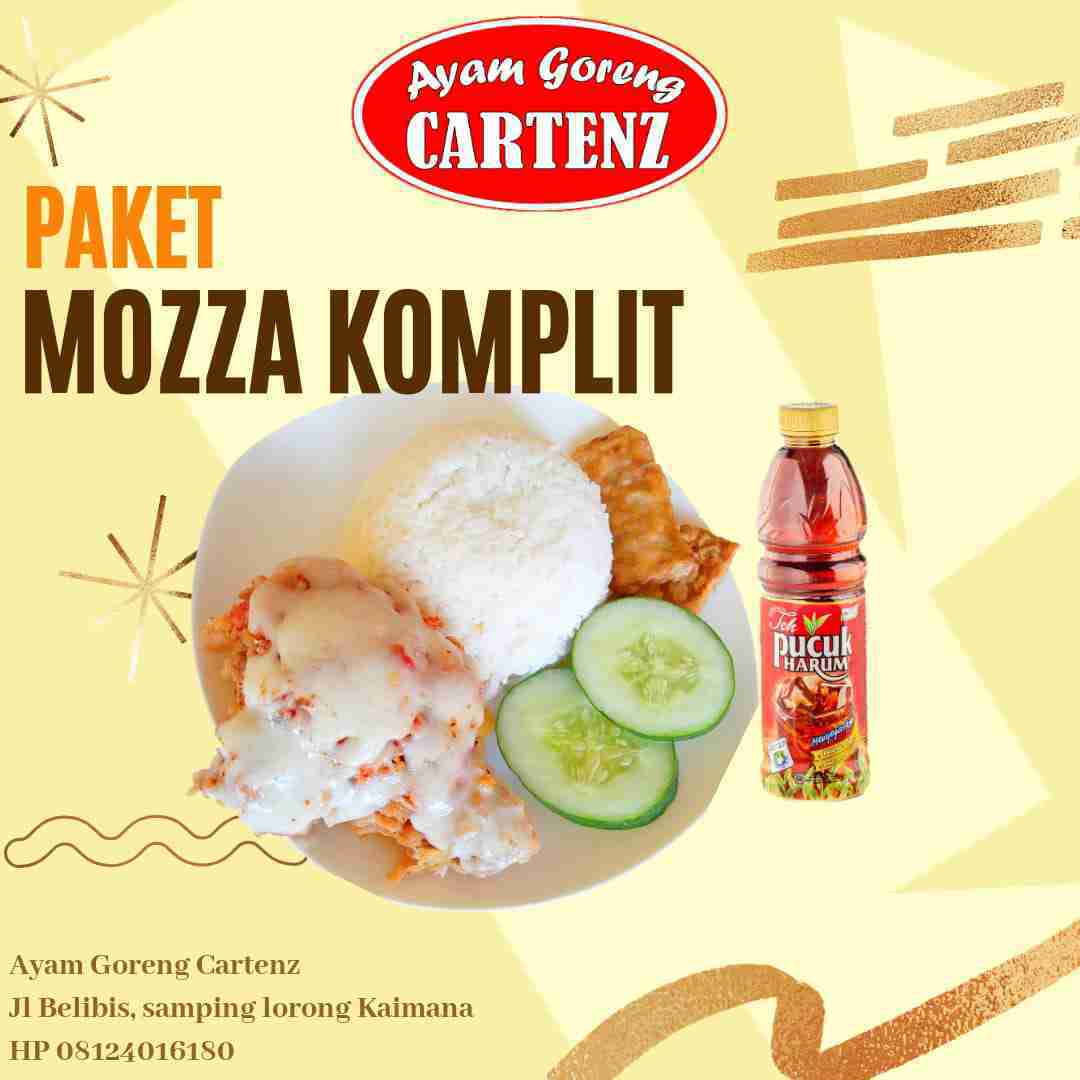 Ayam Goreng
CARTENZ
PAKET
MOZZA KOMPLIT
Teh
pucuk
HARUM
Ayam Goreng Cartenz
Jl Belibis, samping lorong Kaimana
HP 08124016180